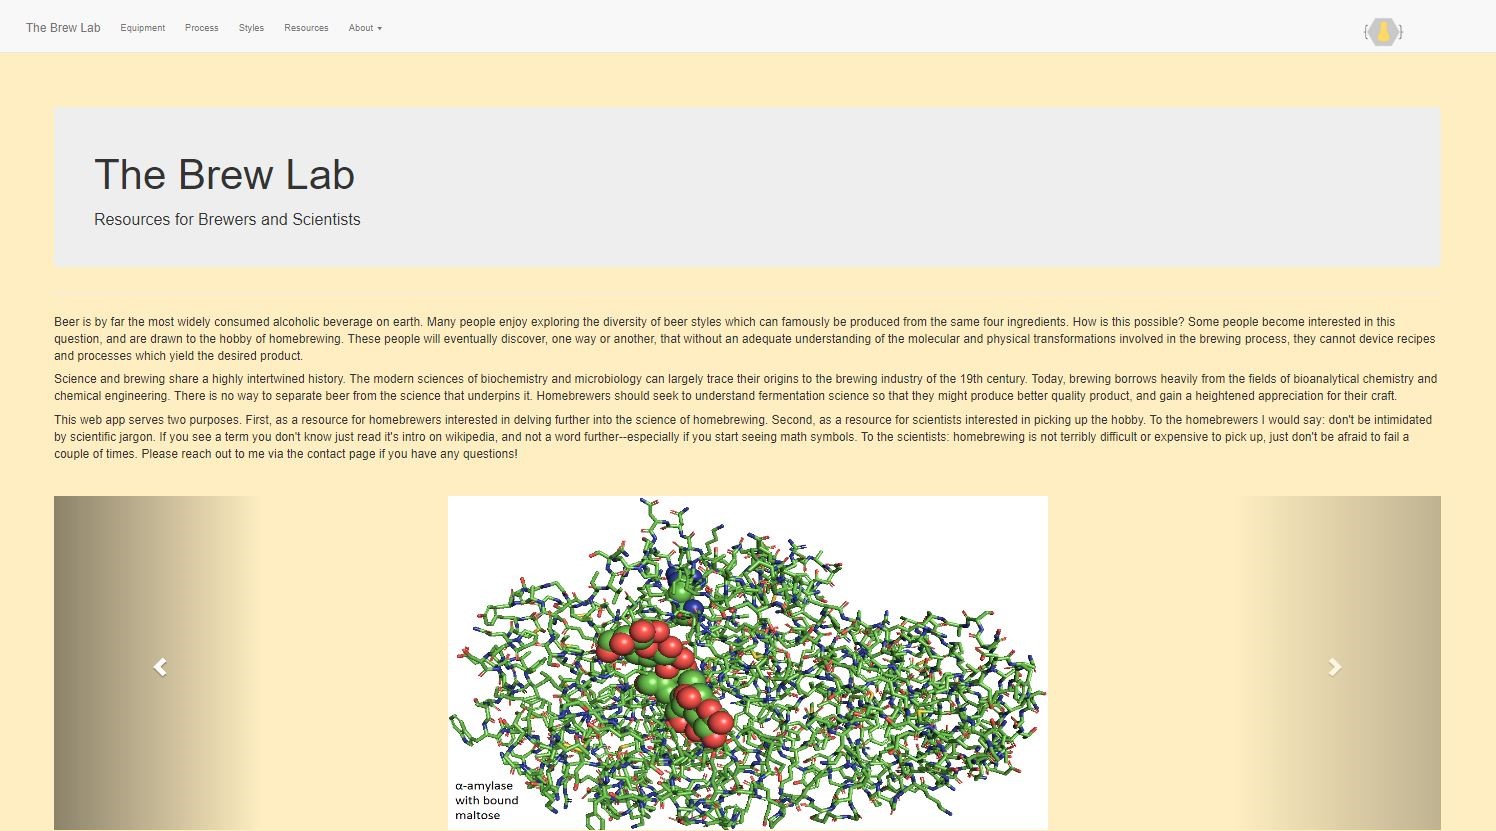 The Brew Lab Equipment Process Styles Resources About
The Brew Lab
Resources for Brewers and Scientists
Beer is by far the most widely consumed alcoholic beverage on earth. Many people enjoy exploring the diversity of beer styles which can famously be produced from the same four ingredients. How is this possible? Some people become interested in this
question, and are drawn to the hobby of homebrewing. These people will eventually discover, one way or another, that without an adequate understanding of the molecular and physical transformations involved in the brewing process, they cannot device recipes
and processes which yield the desired product.
Science and brewing share a highly intertwined history. The modern sciences of biochemistry and microbiology can largely trace their origins to the brewing industry of the 19th century. Today, brewing borrows heavily from the fields of bioanalytical chemistry and
chemical engineering. There is no way to separate beer from the science that underpins it. Homebrewers should seek to understand fermentation science so that they might produce better quality product, and gain a heightened appreciation for their craft.
This web app serves two purposes. First, as a resource for homebrewers interested in delving further into the science of homebrewing. Second, as a resource for scientists interested in picking up the hobby. To the homebrewers I would say: don't be intimidated
by scientific jargon. If you see a term you don't know just read it's intro on wikipedia, and not a word further--especially if you start seeing math symbols. To the scientists: homebrewing is not terribly difficult or expensive to pick up, just don't be afraid to fail a
couple of times. Please reach out to me via the contact page if you have any questions!
α-amylase
with bound
maltose